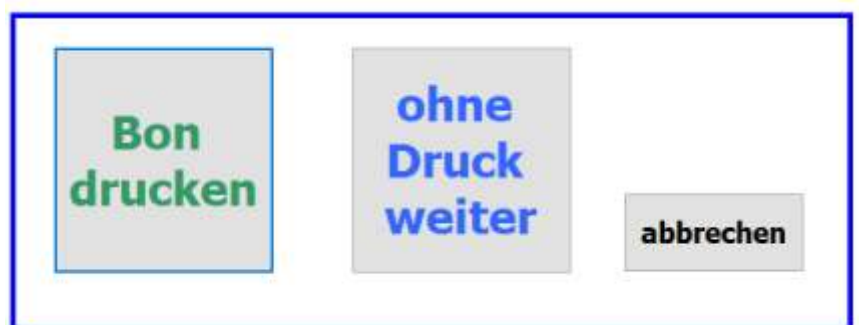 Bon
drucken
ohne
Druck
weiter
abbrechen